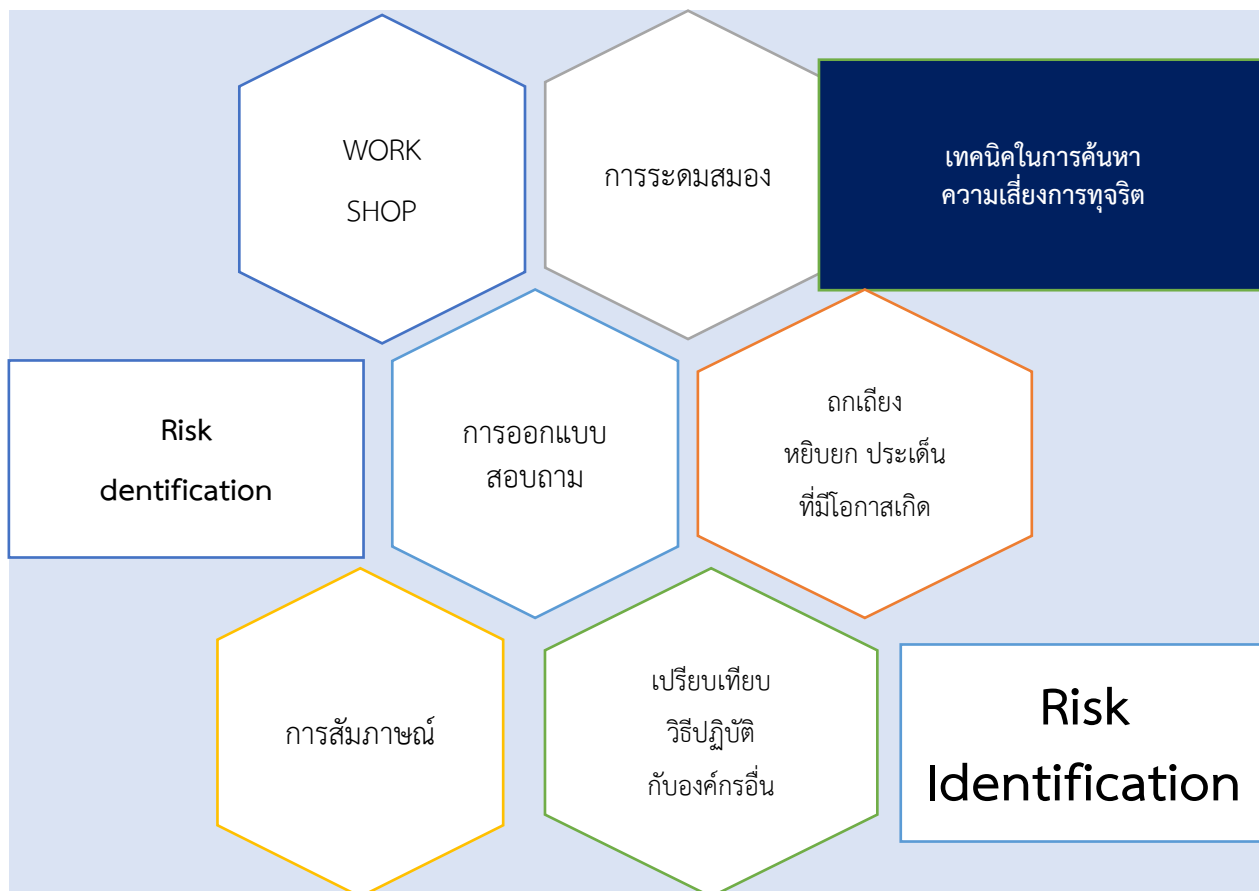 WORK
SHOP
การระดมสมอง
เทคนิคในการค้นหา
ความเสี่ยงการทุจริต
Risk
dentification
การออกแบบ
สอบถาม
ถกเถียง
หยิบยก ประเด็น
ที่มีโอกาสเกิด
การสัมภาษณ์
เปรียบเทียบ
วิธีปฏิบัติ
กับองค์กรอื่น
Risk
Identification